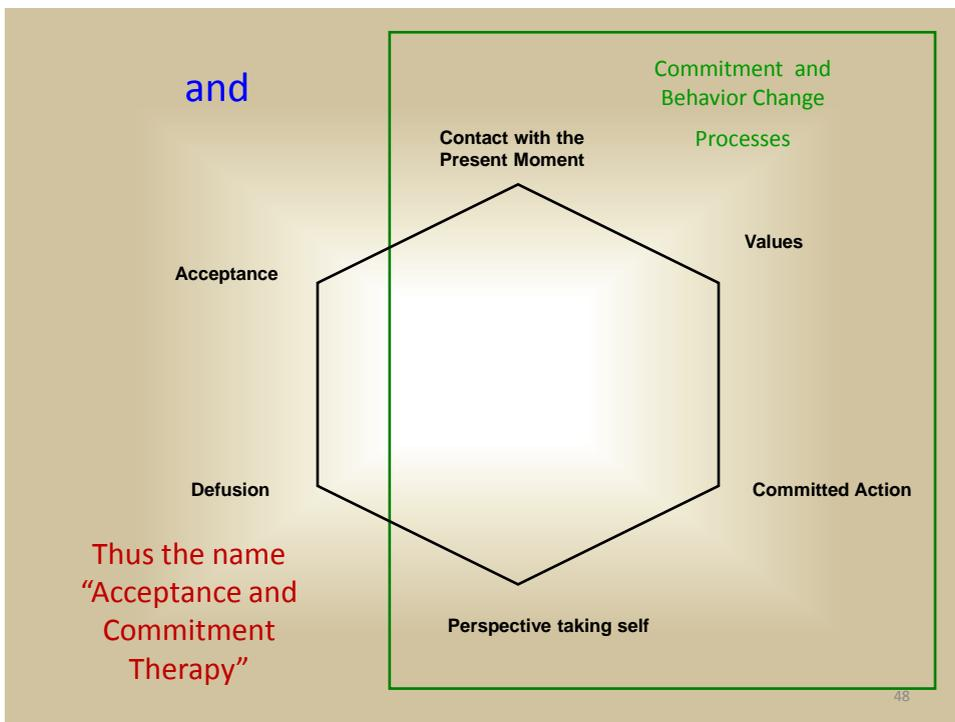 and
Commitment and
Behavior Change
Processes
Contact with the
Present Moment
Values
Acceptance
Defusion
Committed Action
Thus the name
“Acceptance and
Commitment
Therapy”
Perspective taking self
48